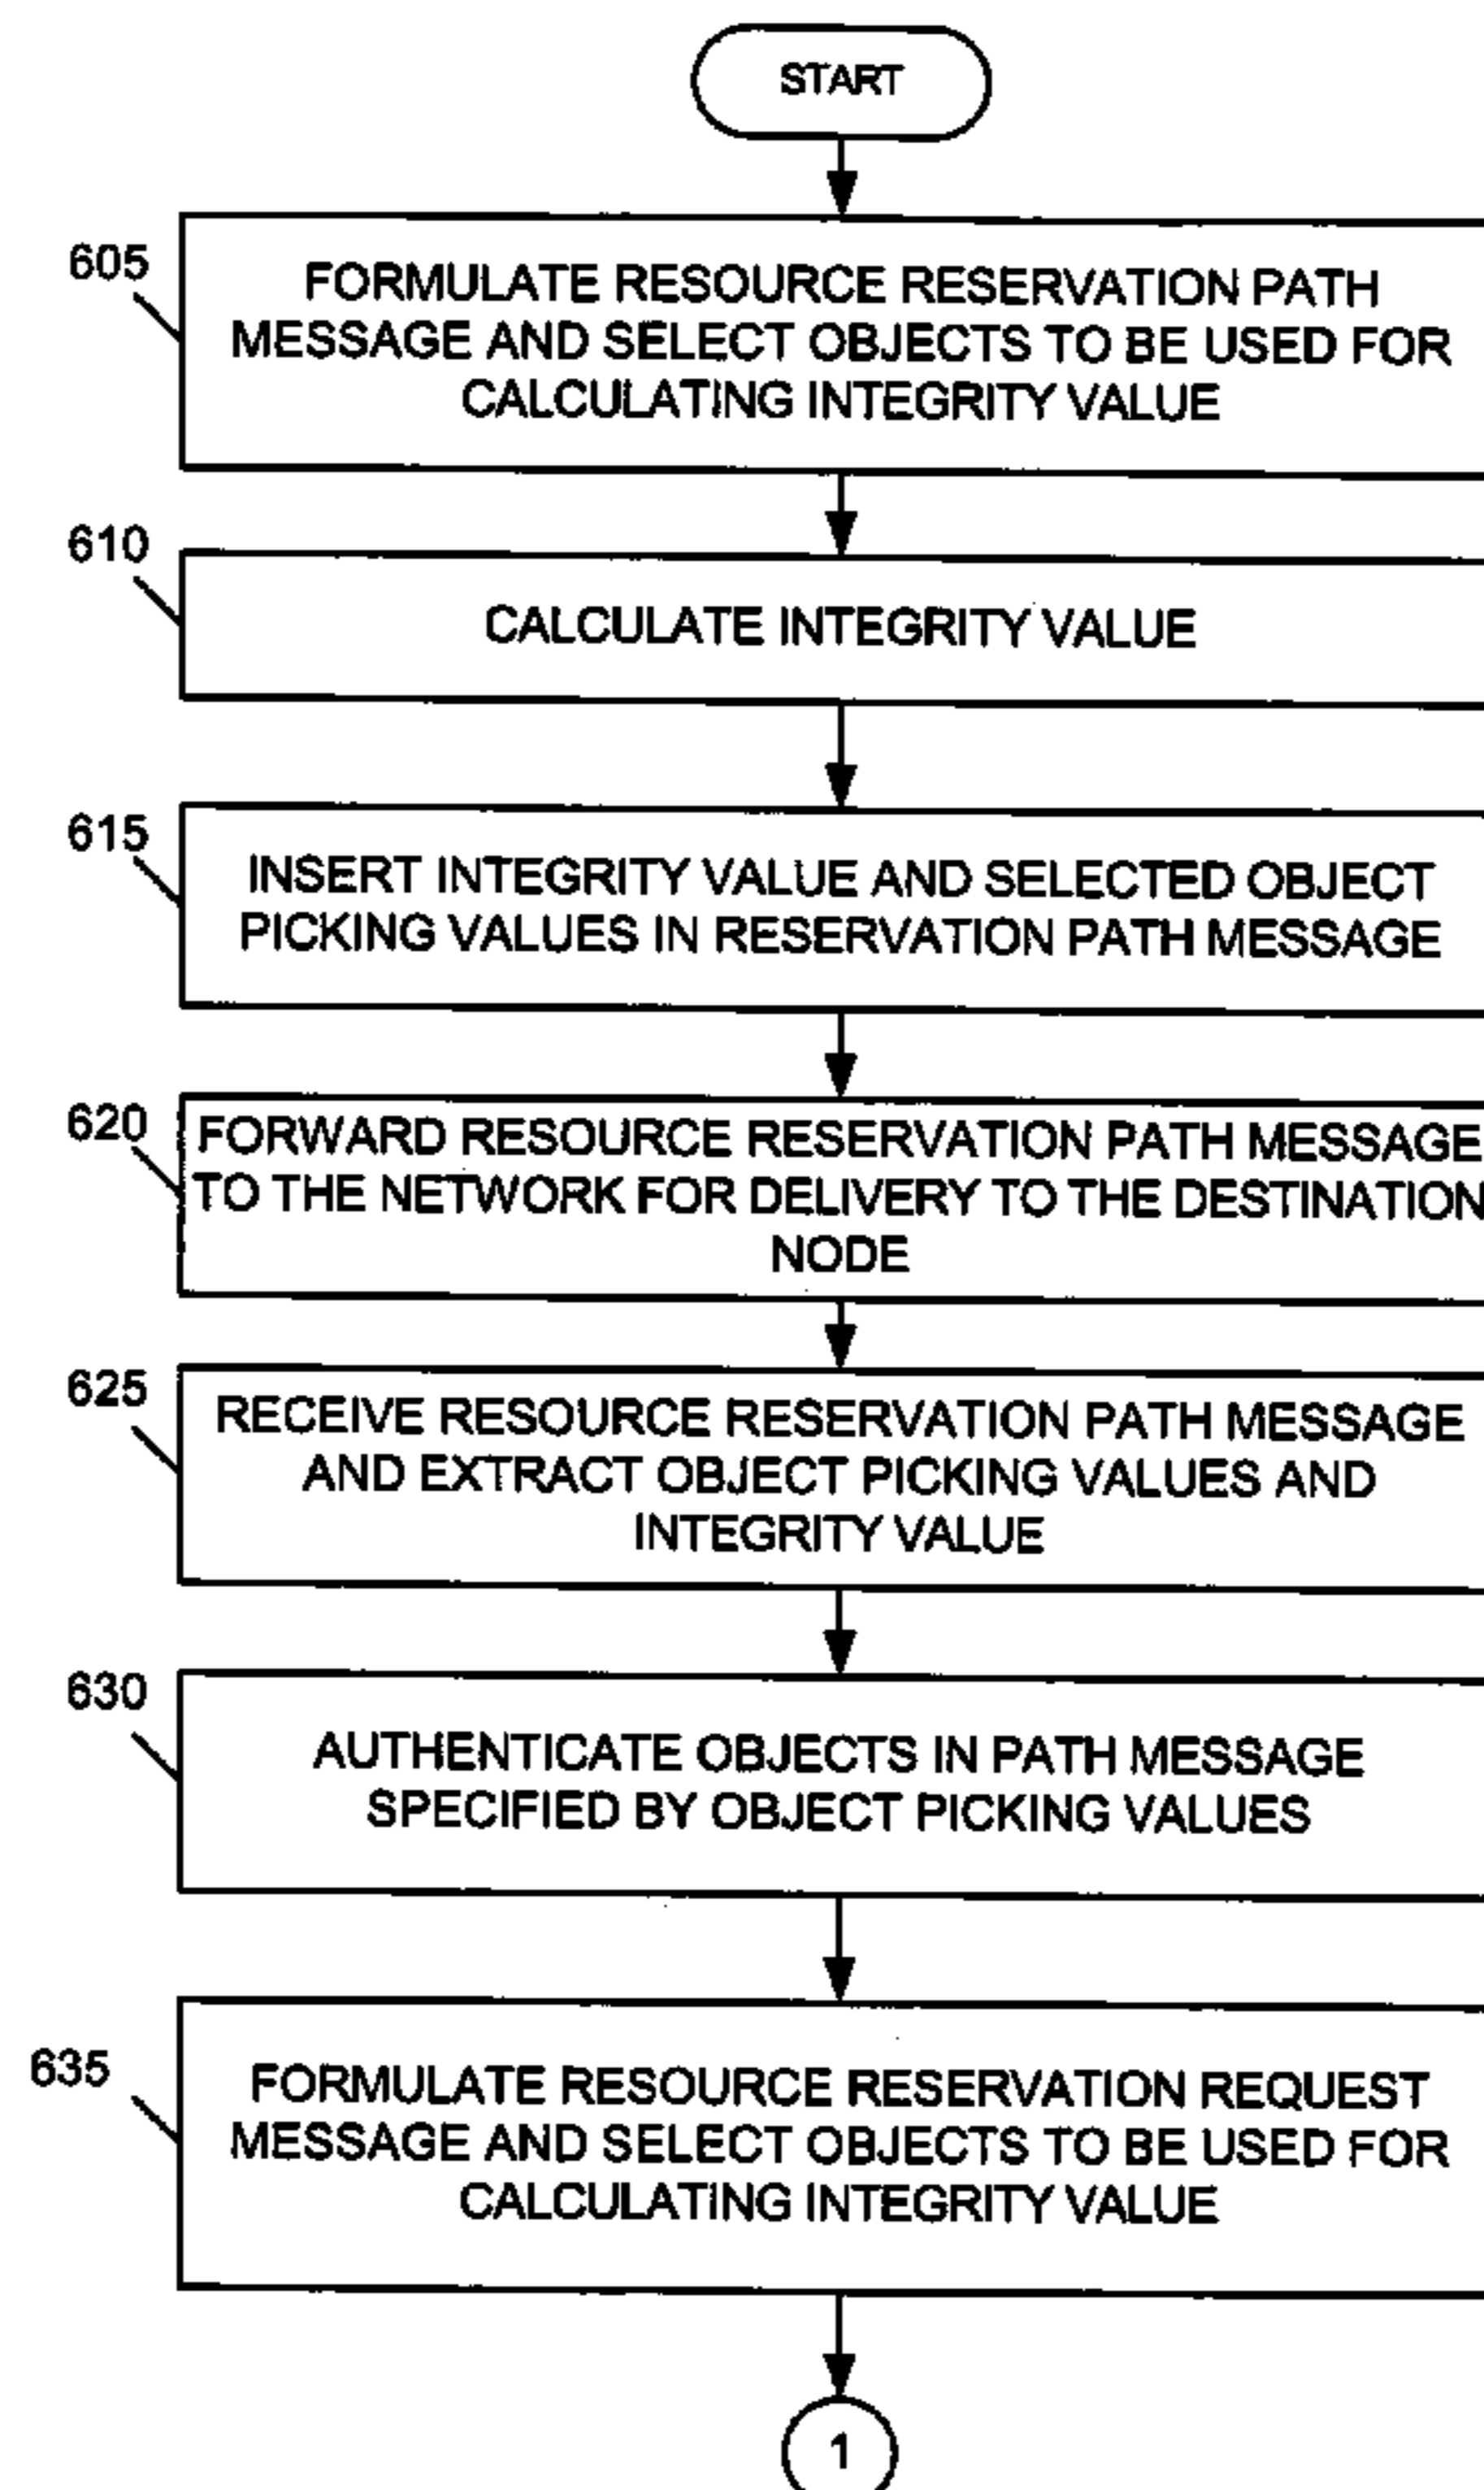 START
605
FORMULATE RESOURCE RESERVATION PATH
MESSAGE AND SELECT OBJECTS TO BE USED FOR
CALCULATING INTEGRITY VALUE
610
CALCULATE INTEGRITY VALUE
615
INSERT INTEGRITY VALUE AND SELECTED OBJECT
PICKING VALUES IN RESERVATION PATH MESSAGE
620
FORWARD RESOURCE RESERVATION PATH MESSAGE
TO THE NETWORK FOR DELIVERY TO THE DESTINATION
NODE
625
RECEIVE RESOURCE RESERVATION PATH MESSAGE
AND EXTRACT OBJECT PICKING VALUES AND
INTEGRITY VALUE
630
AUTHENTICATE OBJECTS IN PATH MESSAGE
SPECIFIED BY OBJECT PICKING VALUES
635
FORMULATE RESOURCE RESERVATION REQUEST
MESSAGE AND SELECT OBJECTS TO BE USED FOR
CALCULATING INTEGRITY VALUE
1